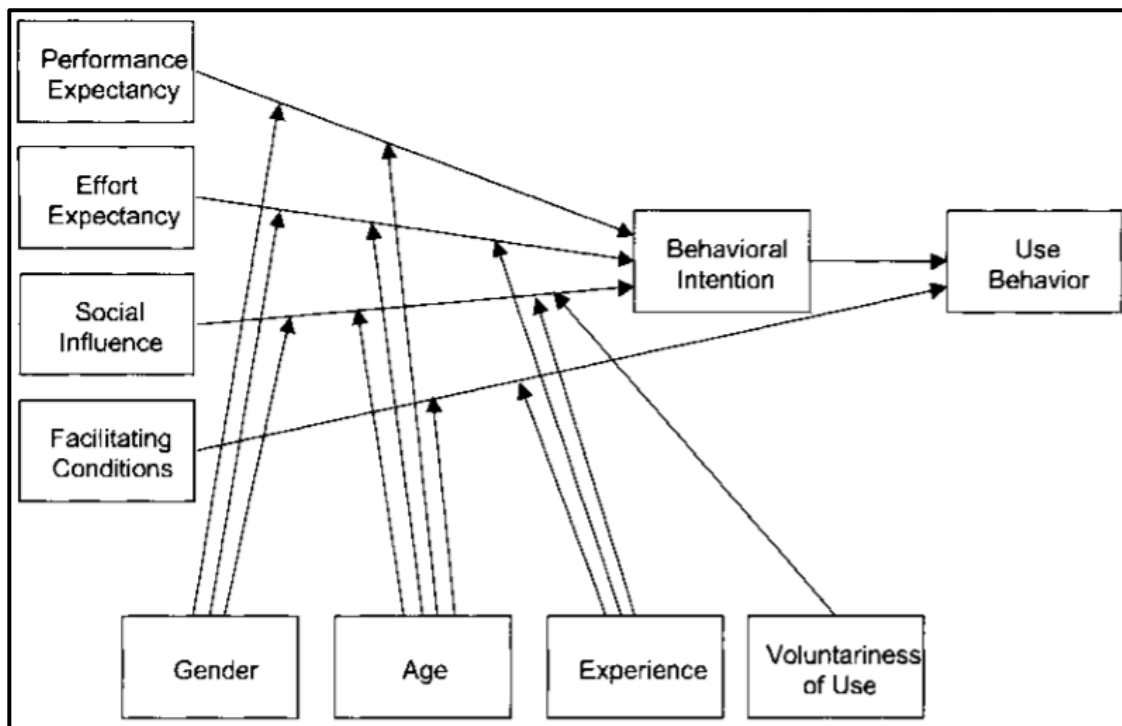 Performance
Expectancy
Effort
Expectancy
Social
Influence
Facilitating
Conditions
Behavioral
Intention
Use
Behavior
Gender
Age
Experience
Voluntariness
of Use